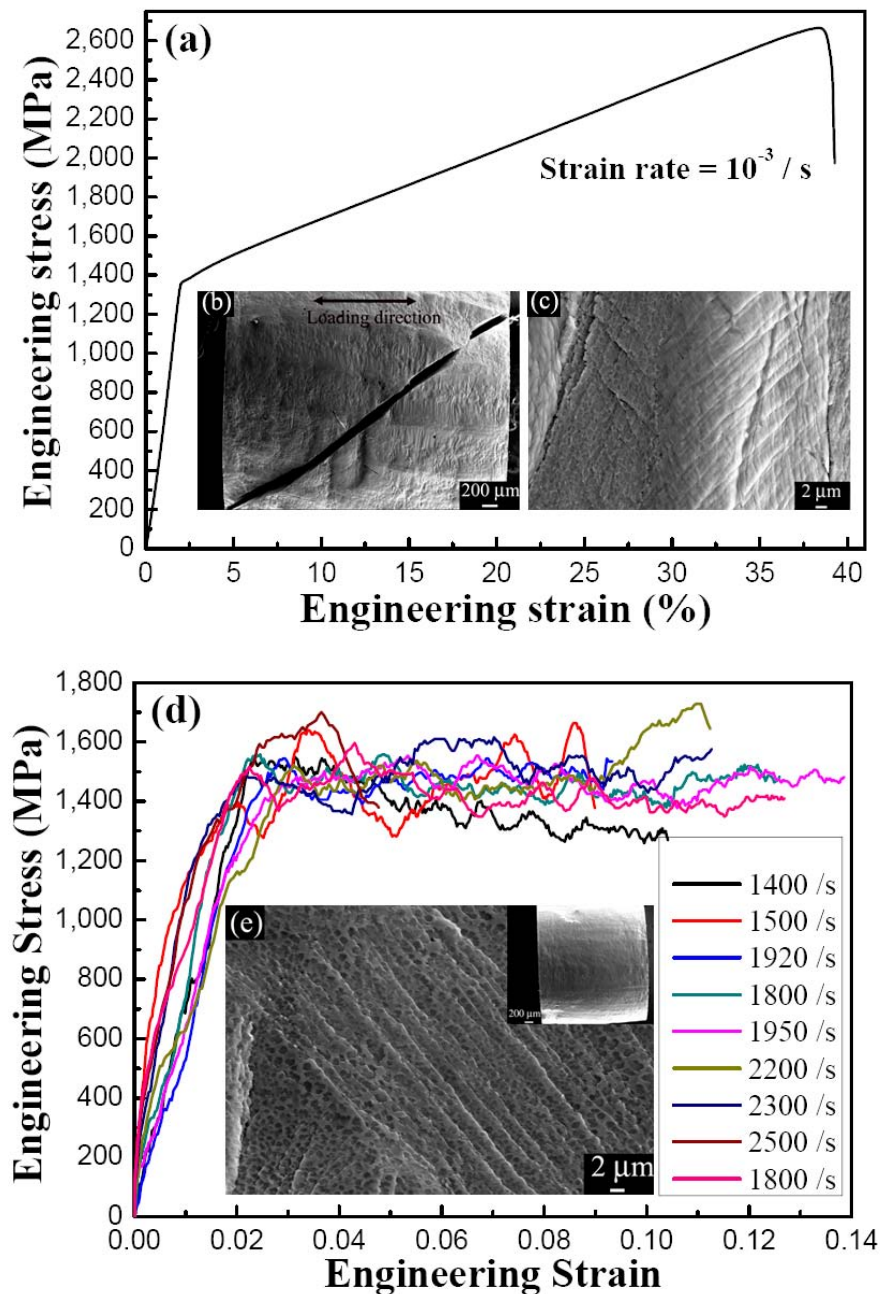 (a)
2,600
2,400
2,200
2,000
1,800
1,600
1,400
1,200
1,000
800
600
400
200
0
Engineering stress (MPa)
Strain rate = 10⁻³ / s
(b)
Loading direction
200 μm
(c)
2 μm
0 5 10 15 20 25 30 35 40
Engineering strain (%)
(d)
1,800
1,600
1,400
1,200
1,000
800
600
400
200
0
Engineering Stress (MPa)
(e)
200 μm
2 μm
1400 /s
1500 /s
1920 /s
1800 /s
1950 /s
2200 /s
2300 /s
2500 /s
1800 /s
0.00 0.02 0.04 0.06 0.08 0.10 0.12 0.14
Engineering Strain